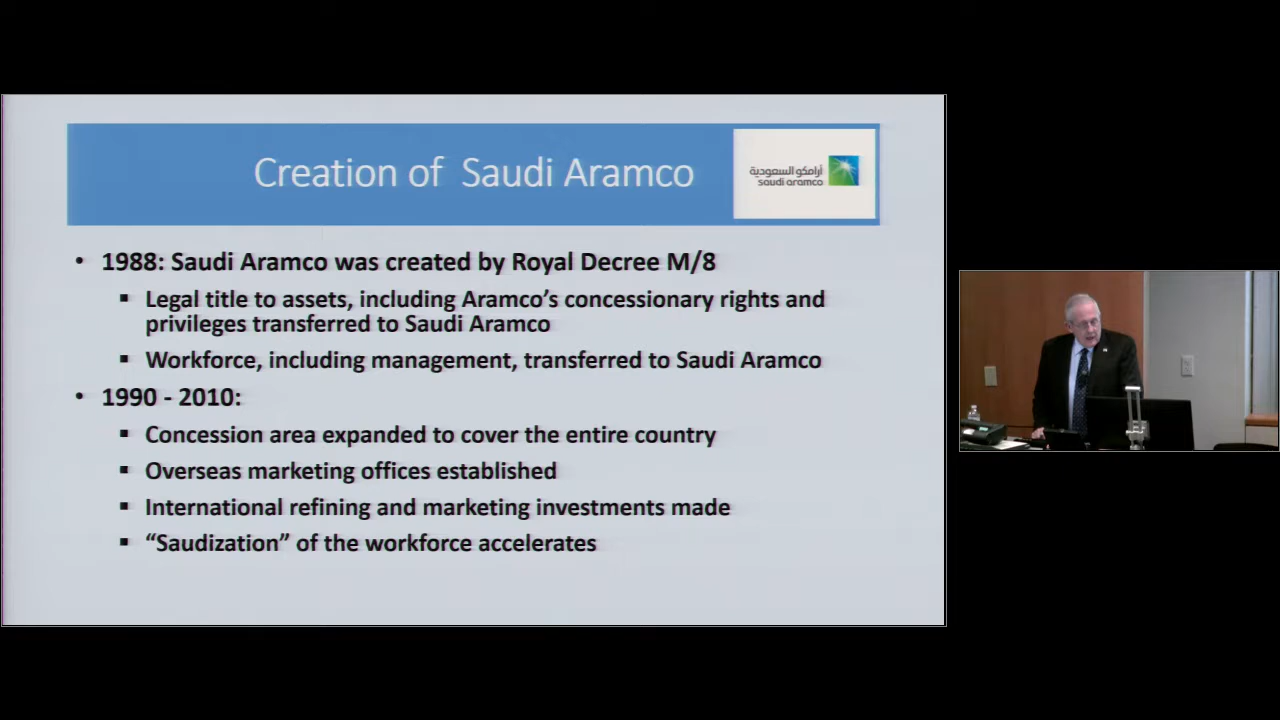 Creation of Saudi Aramco
أرامكو السعودية
saudi aramco
• 1988: Saudi Aramco was created by Royal Decree M/8
▪ Legal title to assets, including Aramco's concessionary rights and
privileges transferred to Saudi Aramco
▪ Workforce, including management, transferred to Saudi Aramco
• 1990 - 2010:
▪ Concession area expanded to cover the entire country
▪ Overseas marketing offices established
▪ International refining and marketing investments made
▪ “Saudization” of the workforce accelerates